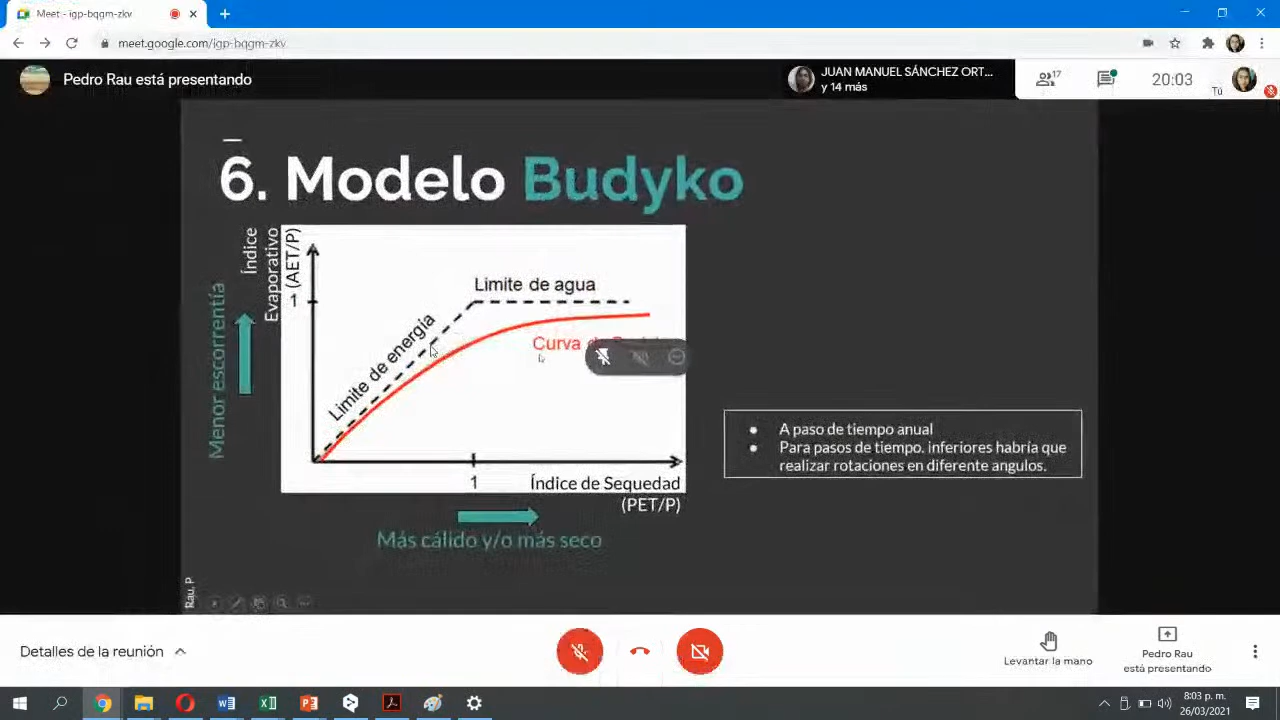 Meet - igp-bqgm-zkv
meet.google.com/igp-bqgm-zkv
Pedro Rau está presentando
JUAN MANUEL SÁNCHEZ ORT...
y 14 más
17
20:03
Tú
6. Modelo Budyko
Índice
Evaporativo
(AET/P)
1
Menor escorrentía
Limite de agua
Limite de energia
Curva
1
Índice de Sequedad
(PET/P)
Más cálido y/o más seco
• A paso de tiempo anual
• Para pasos de tiempo. inferiores habría que
realizar rotaciones en diferente angulos.
Rau, P
Detalles de la reunión
Levantar la mano
Pedro Rau
está presentando
8:03 p. m.
26/03/2021